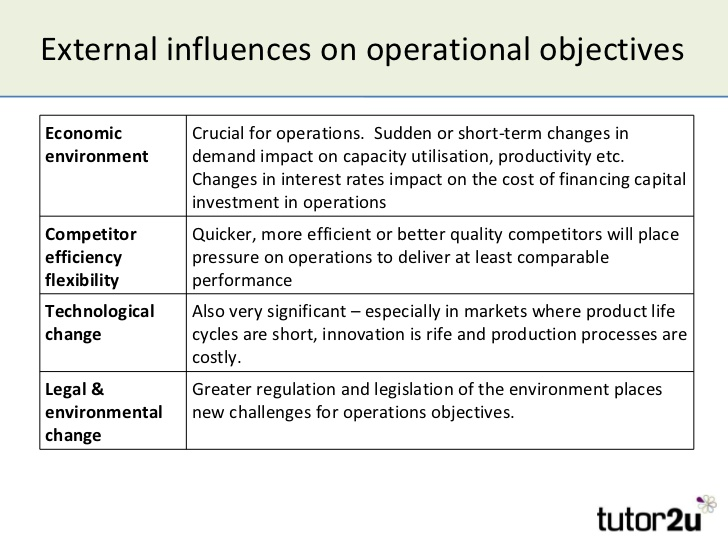 External influences on operational objectives
Economic
environment
Crucial for operations.  Sudden or short-term changes in
demand impact on capacity utilisation, productivity etc.
Changes in interest rates impact on the cost of financing capital
investment in operations
Competitor
efficiency
flexibility
Quicker, more efficient or better quality competitors will place
pressure on operations to deliver at least comparable
performance
Technological
change
Also very significant – especially in markets where product life
cycles are short, innovation is rife and production processes are
costly.
Legal &
environmental
change
Greater regulation and legislation of the environment places
new challenges for operations objectives.
tutor2u